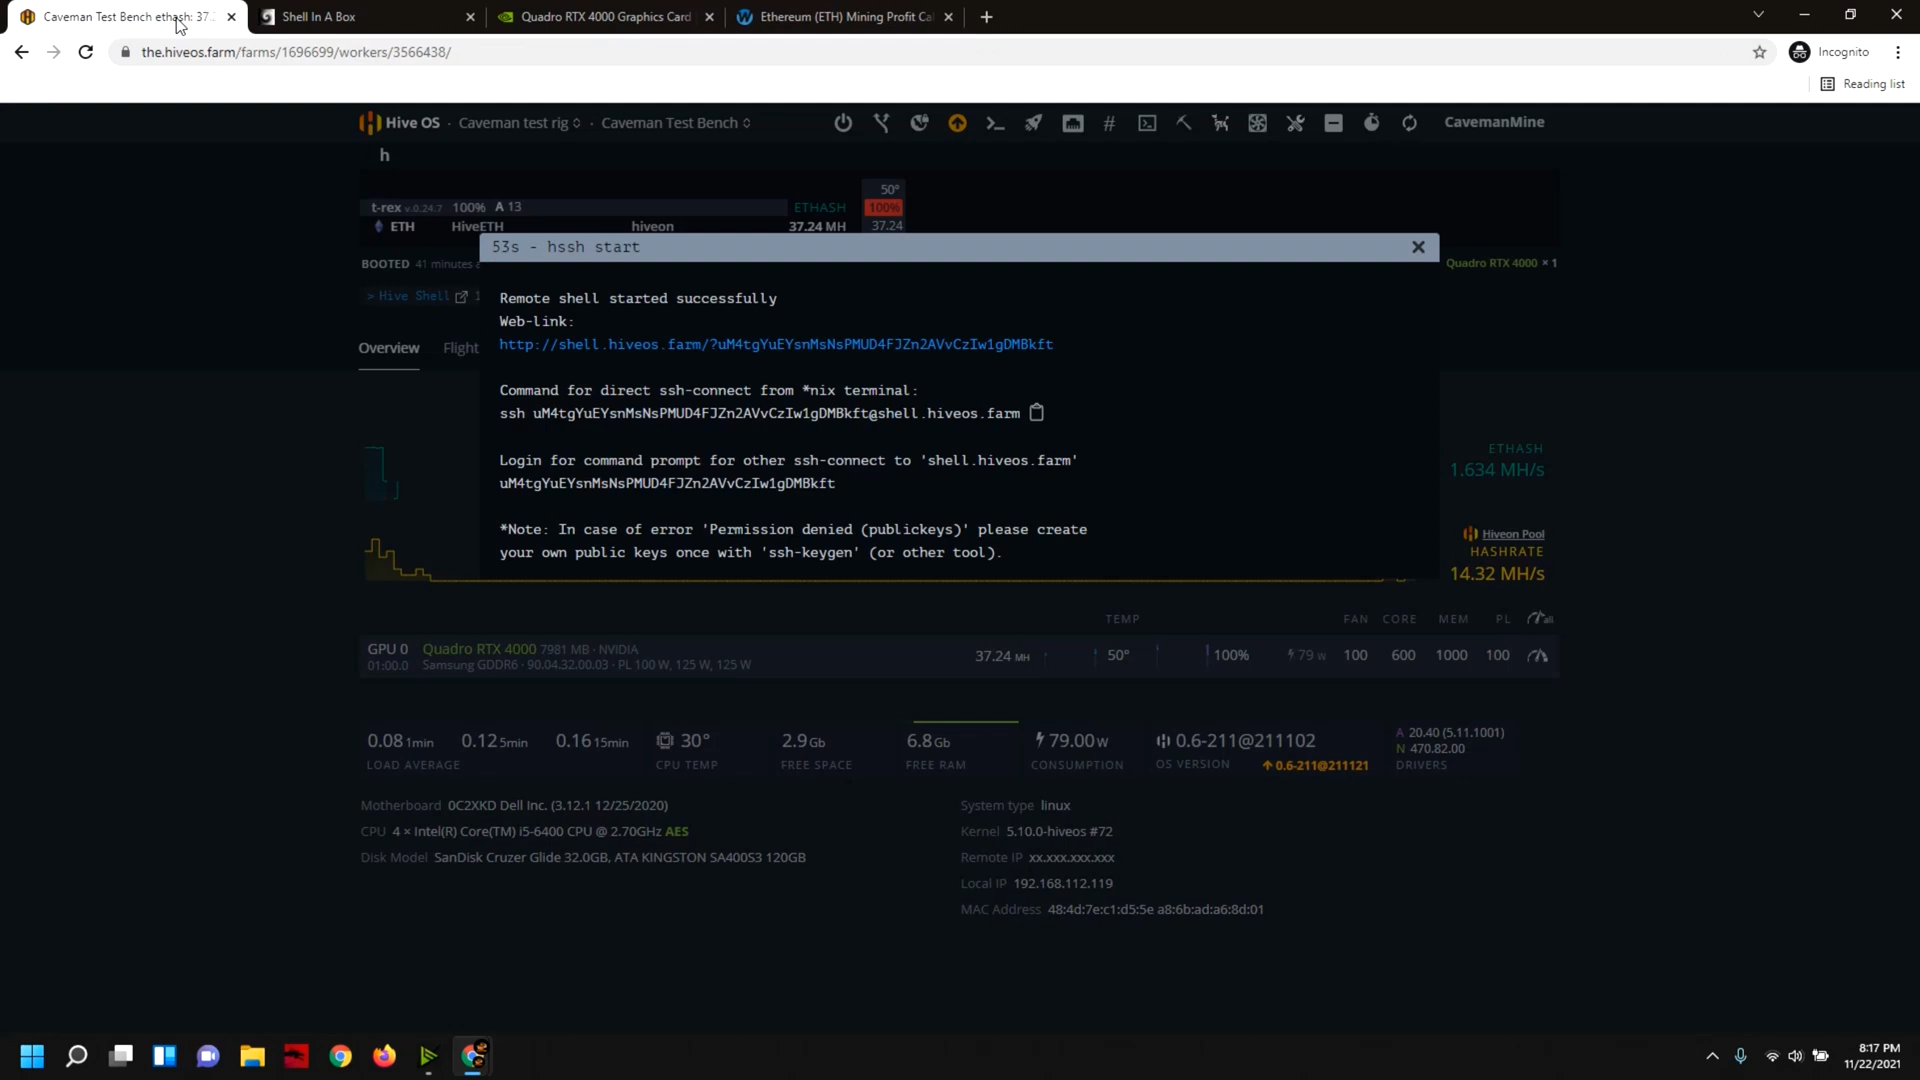 Caveman Test Bench ethash: 37.
Shell In A Box
Quadro RTX 4000 Graphics Card
Ethereum (ETH) Mining Profit Cal
the.hiveos.farm/farms/1696699/workers/3566438/
Incognito
Reading list
Hive OS · Caveman test rig · Caveman Test Bench
CavemanMine
h
50°
t-rex v.0.24.7 100% A 13 ETHASH 100%
ETH HiveETH hiveon 37.24 MH 37.24
53s - hssh start
BOOTED 41 minutes a
Quadro RTX 4000 × 1
> Hive Shell 1
Remote shell started successfully
Web-link:
http://shell.hiveos.farm/?uM4tgYuEYsnMsNsPMUD4FJZn2AVvCzIw1gDMBkft
Overview Flight
Command for direct ssh-connect from *nix terminal:
ssh uM4tgYuEYsnMsNsPMUD4FJZn2AVvCzIw1gDMBkft@shell.hiveos.farm
Login for command prompt for other ssh-connect to 'shell.hiveos.farm'
uM4tgYuEYsnMsNsPMUD4FJZn2AVvCzIw1gDMBkft
*Note: In case of error 'Permission denied (publickeys)' please create
your own public keys once with 'ssh-keygen' (or other tool).
ETHASH
1.634 MH/s
Hiveon Pool
HASHRATE
14.32 MH/s
TEMP FAN CORE MEM PL all
GPU 0 Quadro RTX 4000 7981 MB · NVIDIA
01:00.0 Samsung GDDR6 · 90.04.32.00.03 · PL 100 W, 125 W, 125 W
37.24 MH 50° 100% 79 W 100 600 1000 100
0.08 1min 0.12 5min 0.16 15min
LOAD AVERAGE
30°
CPU TEMP
2.9 Gb
FREE SPACE
6.8 Gb
FREE RAM
79.00 W
CONSUMPTION
0.6-211@211102
OS VERSION 0.6-211@211121
A 20.40 (5.11.1001)
N 470.82.00
DRIVERS
Motherboard 0C2XKD Dell Inc. (3.12.1 12/25/2020)
CPU 4 × Intel(R) Core(TM) i5-6400 CPU @ 2.70GHz AES
Disk Model SanDisk Cruzer Glide 32.0GB, ATA KINGSTON SA400S3 120GB
System type linux
Kernel 5.10.0-hiveos #72
Remote IP xx.xxx.xxx.xxx
Local IP 192.168.112.119
MAC Address 48:4d:7e:c1:d5:5e a8:6b:ad:a6:8d:01
8:17 PM
11/22/2021